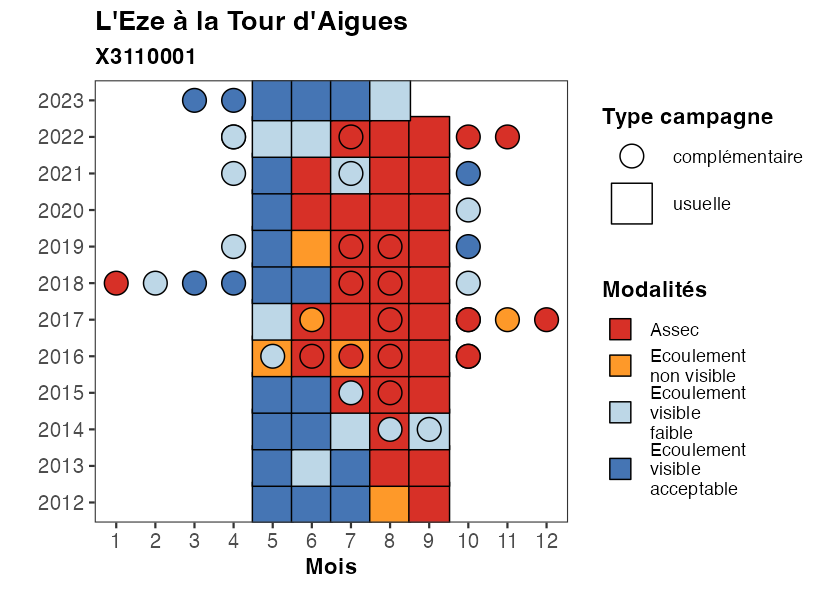 L'Eze à la Tour d'Aigues
X3110001
2023
2022
2021
2020
2019
2018
2017
2016
2015
2014
2013
2012
1 2 3 4 5 6 7 8 9 10 11 12
Mois
Type campagne
complémentaire
usuelle
Modalités
Assec
Ecoulement
non visible
Ecoulement
visible
faible
Ecoulement
visible
acceptable